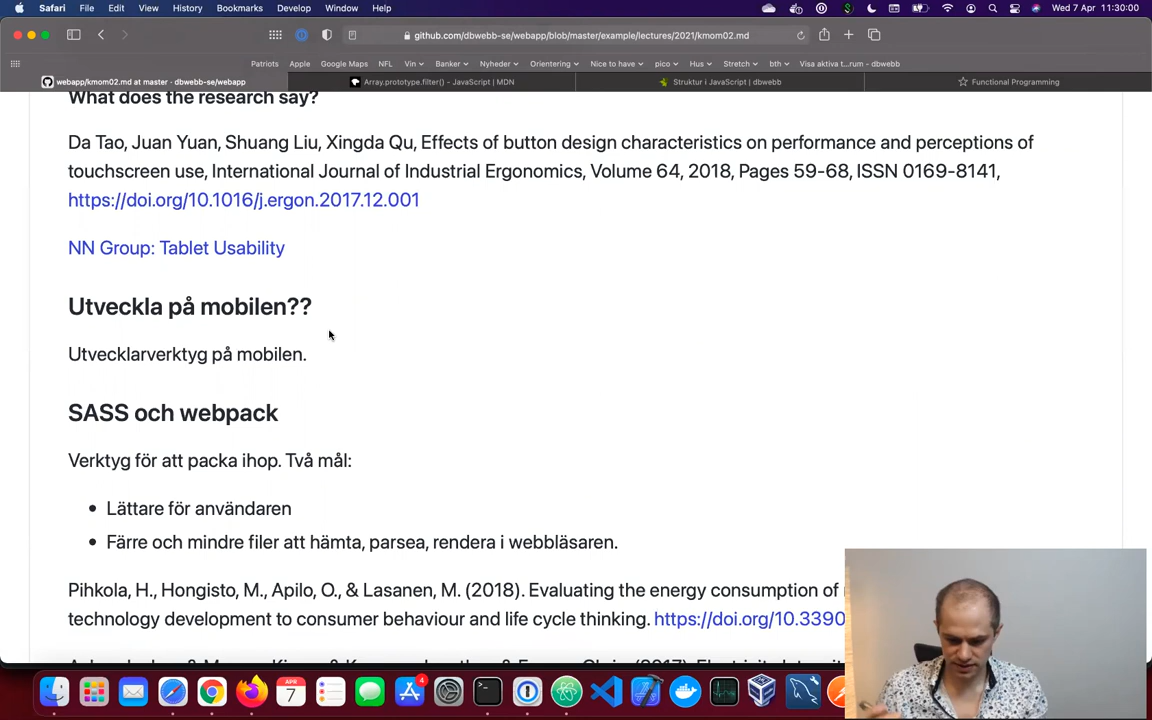 Safari File Edit View History Bookmarks Develop Window Help Wed 7 Apr 11:30:00
github.com/dbwebb-se/webapp/blob/master/example/lectures/2021/kmom02.md
Patriots Apple Google Maps NFL Vin Banker Nyheder Orientering Nice to have pico Hus Stretch bth Visa aktiva t...rum - dbwebb
webapp/kmom02.md at master · dbwebb-se/webapp Array.prototype.filter() - JavaScript | MDN Struktur i JavaScript | dbwebb Functional Programming
What does the research say?
Da Tao, Juan Yuan, Shuang Liu, Xingda Qu, Effects of button design characteristics on performance and perceptions of
touchscreen use, International Journal of Industrial Ergonomics, Volume 64, 2018, Pages 59-68, ISSN 0169-8141,
https://doi.org/10.1016/j.ergon.2017.12.001
NN Group: Tablet Usability
Utveckla på mobilen??
Utvecklarverktyg på mobilen.
SASS och webpack
Verktyg för att packa ihop. Två mål:
• Lättare för användaren
• Färre och mindre filer att hämta, parsea, rendera i webbläsaren.
Pihkola, H., Hongisto, M., Apilo, O., & Lasanen, M. (2018). Evaluating the energy consumption of
technology development to consumer behaviour and life cycle thinking. https://doi.org/10.3390
APR
7
4